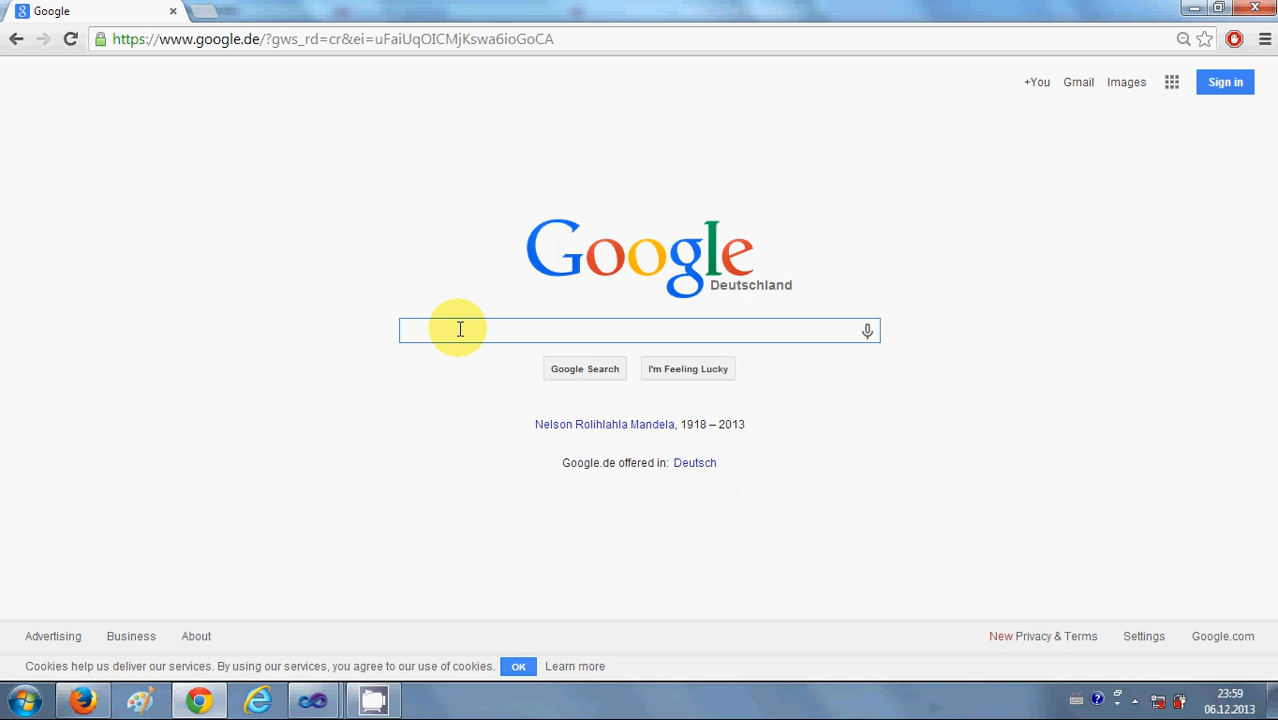 Google
https://www.google.de/?gws_rd=cr&ei=uFaiUqOICMjKswa6ioGoCA
+You Gmail Images Sign in
Google
Deutschland
Google Search I'm Feeling Lucky
Nelson Rolihlahla Mandela, 1918 – 2013
Google.de offered in: Deutsch
Advertising Business About New Privacy & Terms Settings Google.com
Cookies help us deliver our services. By using our services, you agree to our use of cookies. OK Learn more
23:59
06.12.2013